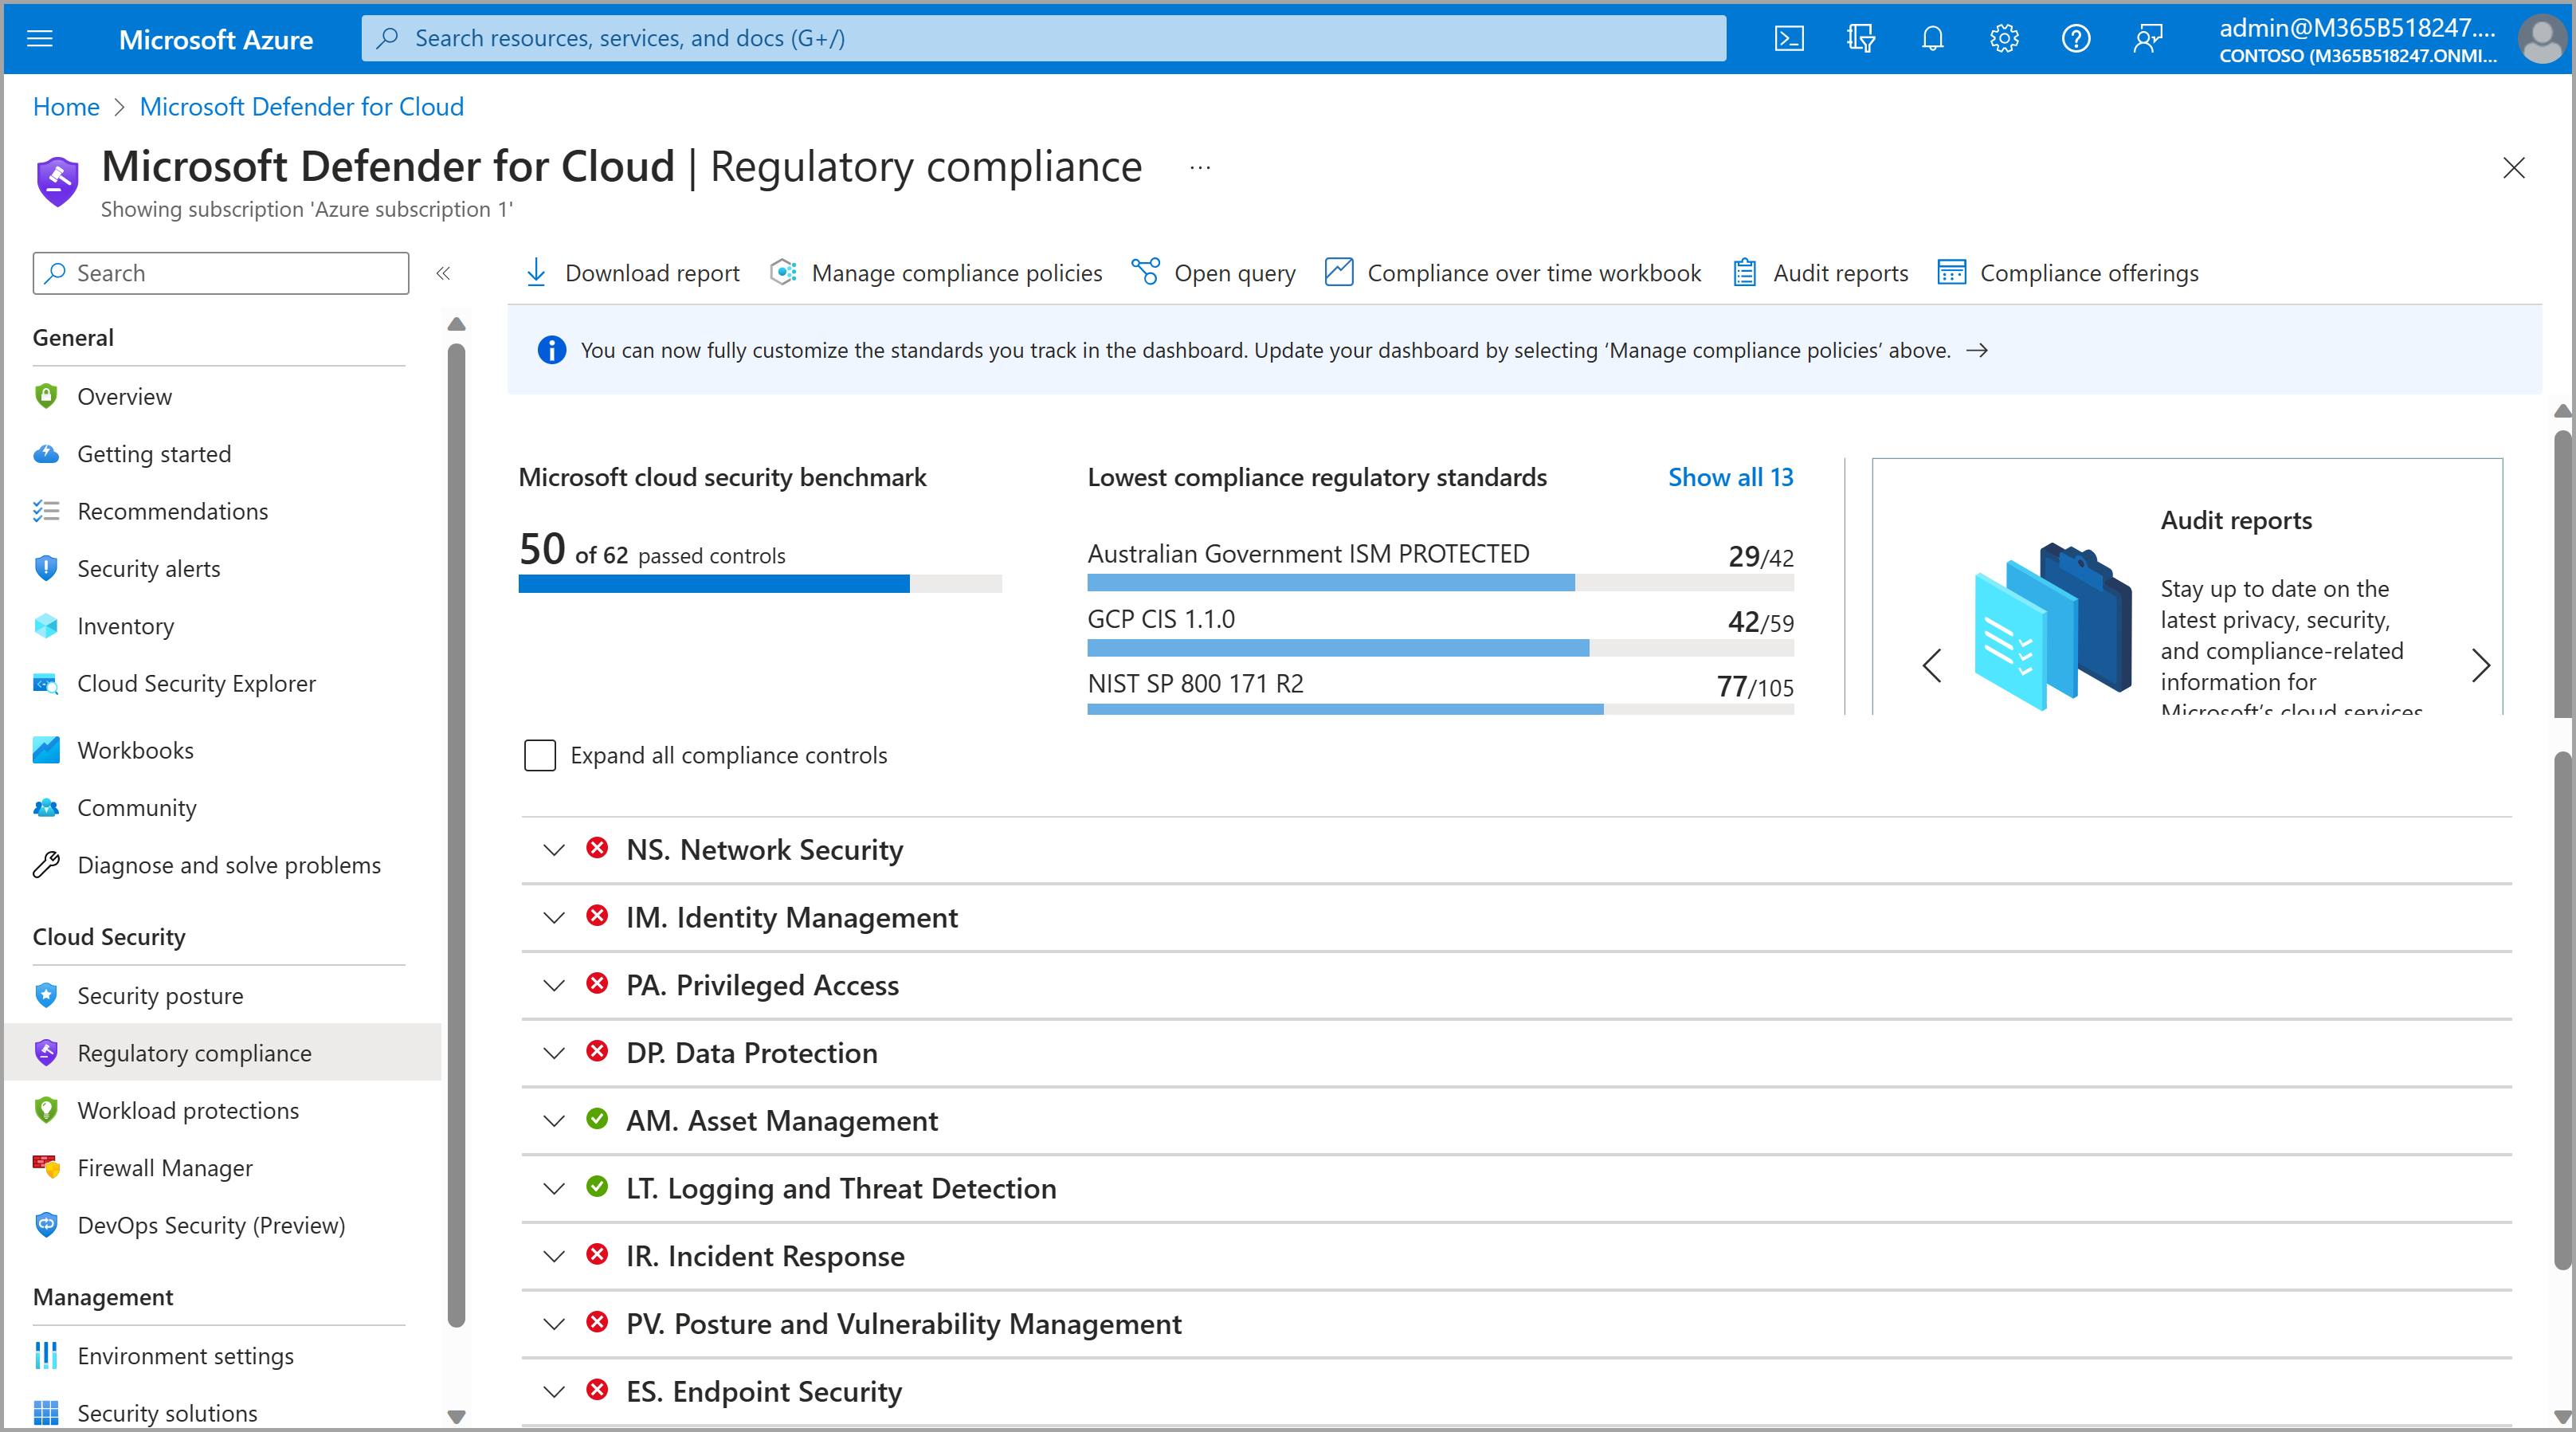 Microsoft Azure
Search resources, services, and docs (G+/)
admin@M365B518247....
CONTOSO (M365B518247.ONMI...
Home > Microsoft Defender for Cloud
Microsoft Defender for Cloud | Regulatory compliance ...
Showing subscription 'Azure subscription 1'
Search
«
General
Overview
Getting started
Recommendations
Security alerts
Inventory
Cloud Security Explorer
Workbooks
Community
Diagnose and solve problems
Cloud Security
Security posture
Regulatory compliance
Workload protections
Firewall Manager
DevOps Security (Preview)
Management
Environment settings
Security solutions
Download report
Manage compliance policies
Open query
Compliance over time workbook
Audit reports
Compliance offerings
You can now fully customize the standards you track in the dashboard. Update your dashboard by selecting ‘Manage compliance policies’ above. →
Microsoft cloud security benchmark
50 of 62 passed controls
Lowest compliance regulatory standards
Show all 13
Australian Government ISM PROTECTED 29/42
GCP CIS 1.1.0 42/59
NIST SP 800 171 R2 77/105
Audit reports
Stay up to date on the
latest privacy, security,
and compliance-related
information for
Microsoft's cloud services
Expand all compliance controls
NS. Network Security
IM. Identity Management
PA. Privileged Access
DP. Data Protection
AM. Asset Management
LT. Logging and Threat Detection
IR. Incident Response
PV. Posture and Vulnerability Management
ES. Endpoint Security